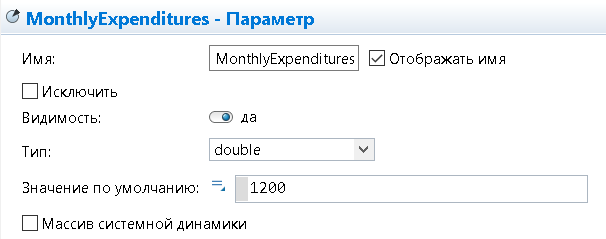 MonthlyExpenditures - Параметр
Имя: MonthlyExpenditures Отображать имя
Исключить
Видимость: да
Тип: double
Значение по умолчанию: 1200
Массив системной динамики